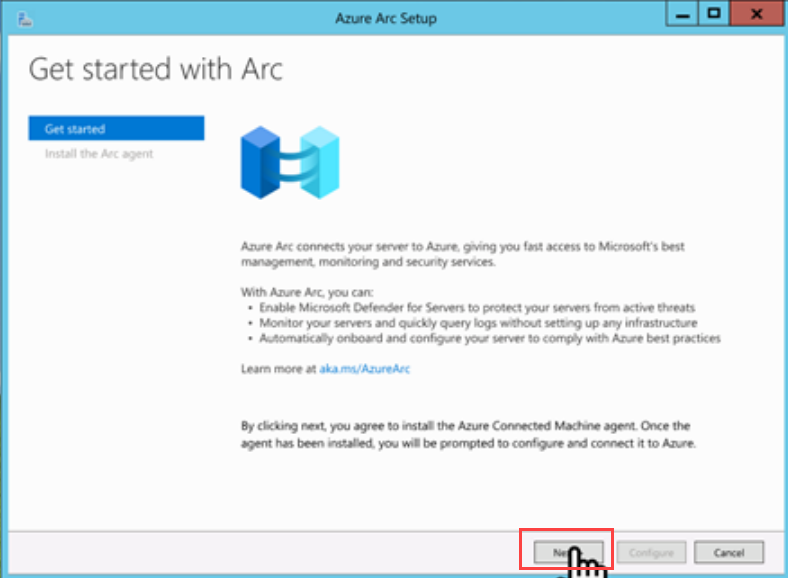 Azure Arc Setup
Get started with Arc
Get started
Install the Arc agent
Azure Arc connects your server to Azure, giving you fast access to Microsoft's best
management, monitoring and security services.
With Azure Arc, you can:
• Enable Microsoft Defender for Servers to protect your servers from active threats
• Monitor your servers and quickly query logs without setting up any infrastructure
• Automatically onboard and configure your server to comply with Azure best practices
Learn more at aka.ms/AzureArc
By clicking next, you agree to install the Azure Connected Machine agent. Once the
agent has been installed, you will be prompted to configure and connect it to Azure.
Configure Cancel